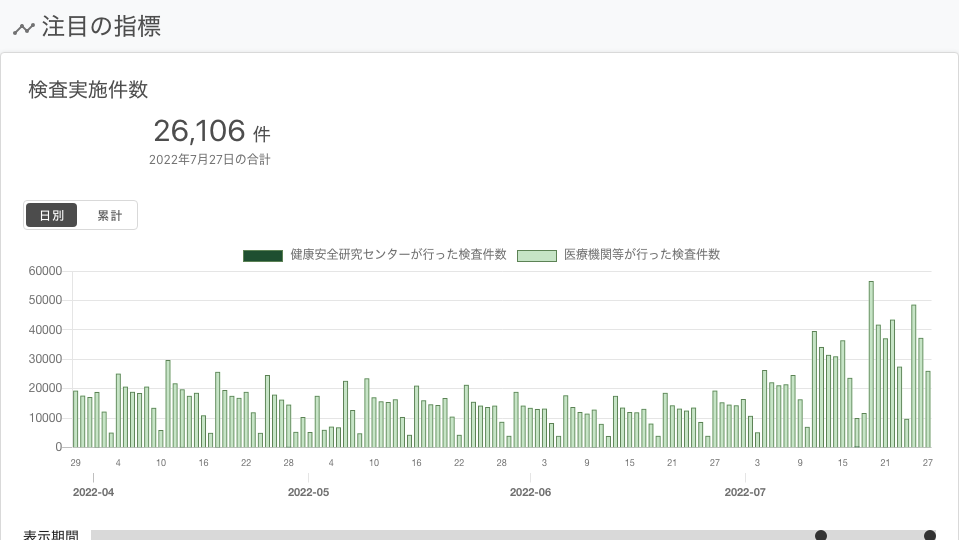 注目の指標
検査実施件数
26,106 件
2022年7月27日の合計
日別 累計
健康安全研究センターが行った検査件数 医療機関等が行った検査件数
60000
50000
40000
30000
20000
10000
0
29 4 10 16 22 28 4 10 16 22 28 3 9 15 21 27 3 9 15 21 27
2022-04 2022-05 2022-06 2022-07
表示期間